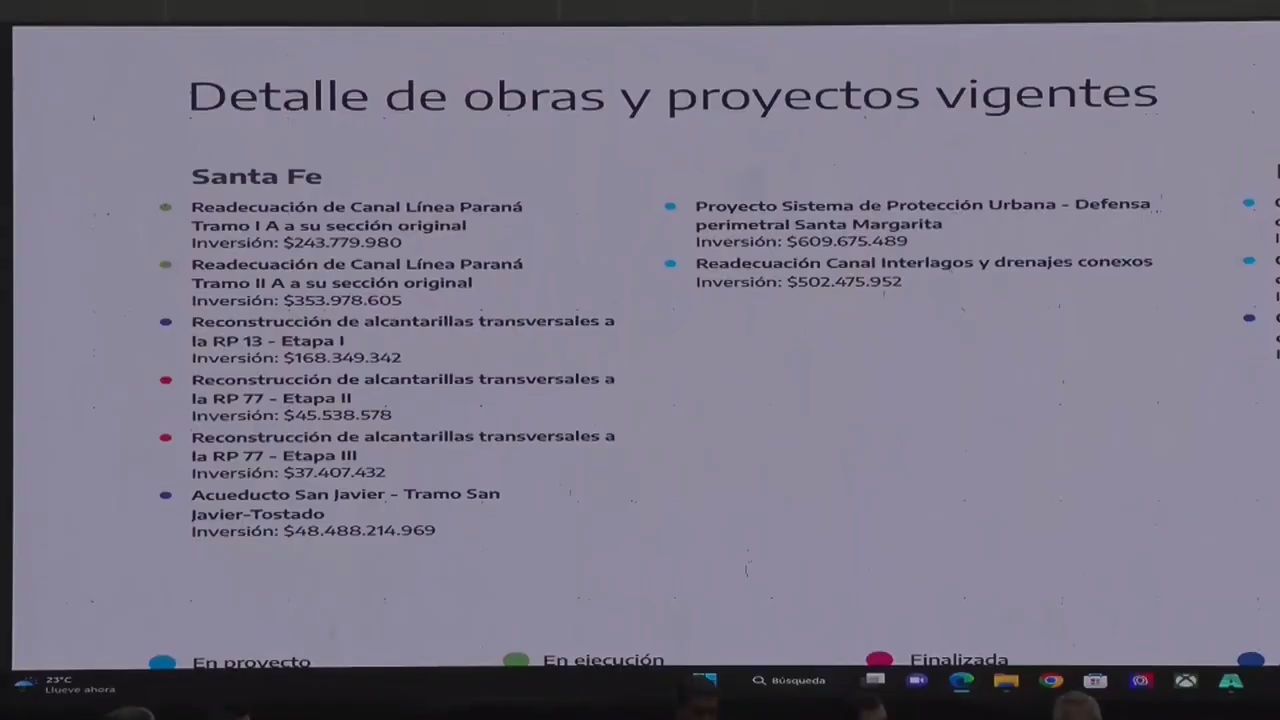 Detalle de obras y proyectos vigentes
Santa Fe
Readecuación de Canal Línea Paraná
Tramo I A a su sección original
Inversión: $243.779.980
Readecuación de Canal Línea Paraná
Tramo II A a su sección original
Inversión: $353.978.605
Reconstrucción de alcantarillas transversales a
la RP 13 - Etapa I
Inversión: $168.349.342
Reconstrucción de alcantarillas transversales a
la RP 77 - Etapa II
Inversión: $45.538.578
Reconstrucción de alcantarillas transversales a
la RP 77 - Etapa III
Inversión: $37.407.432
Acueducto San Javier - Tramo San
Javier-Tostado
Inversión: $48.488.214.969
Proyecto Sistema de Protección Urbana - Defensa
perimetral Santa Margarita
Inversión: $609.675.489
Readecuación Canal Interlagos y drenajes conexos
Inversión: $502.475.952
En proyecto
En ejecución
Finalizada
23°C
Llueve ahora
Búsqueda